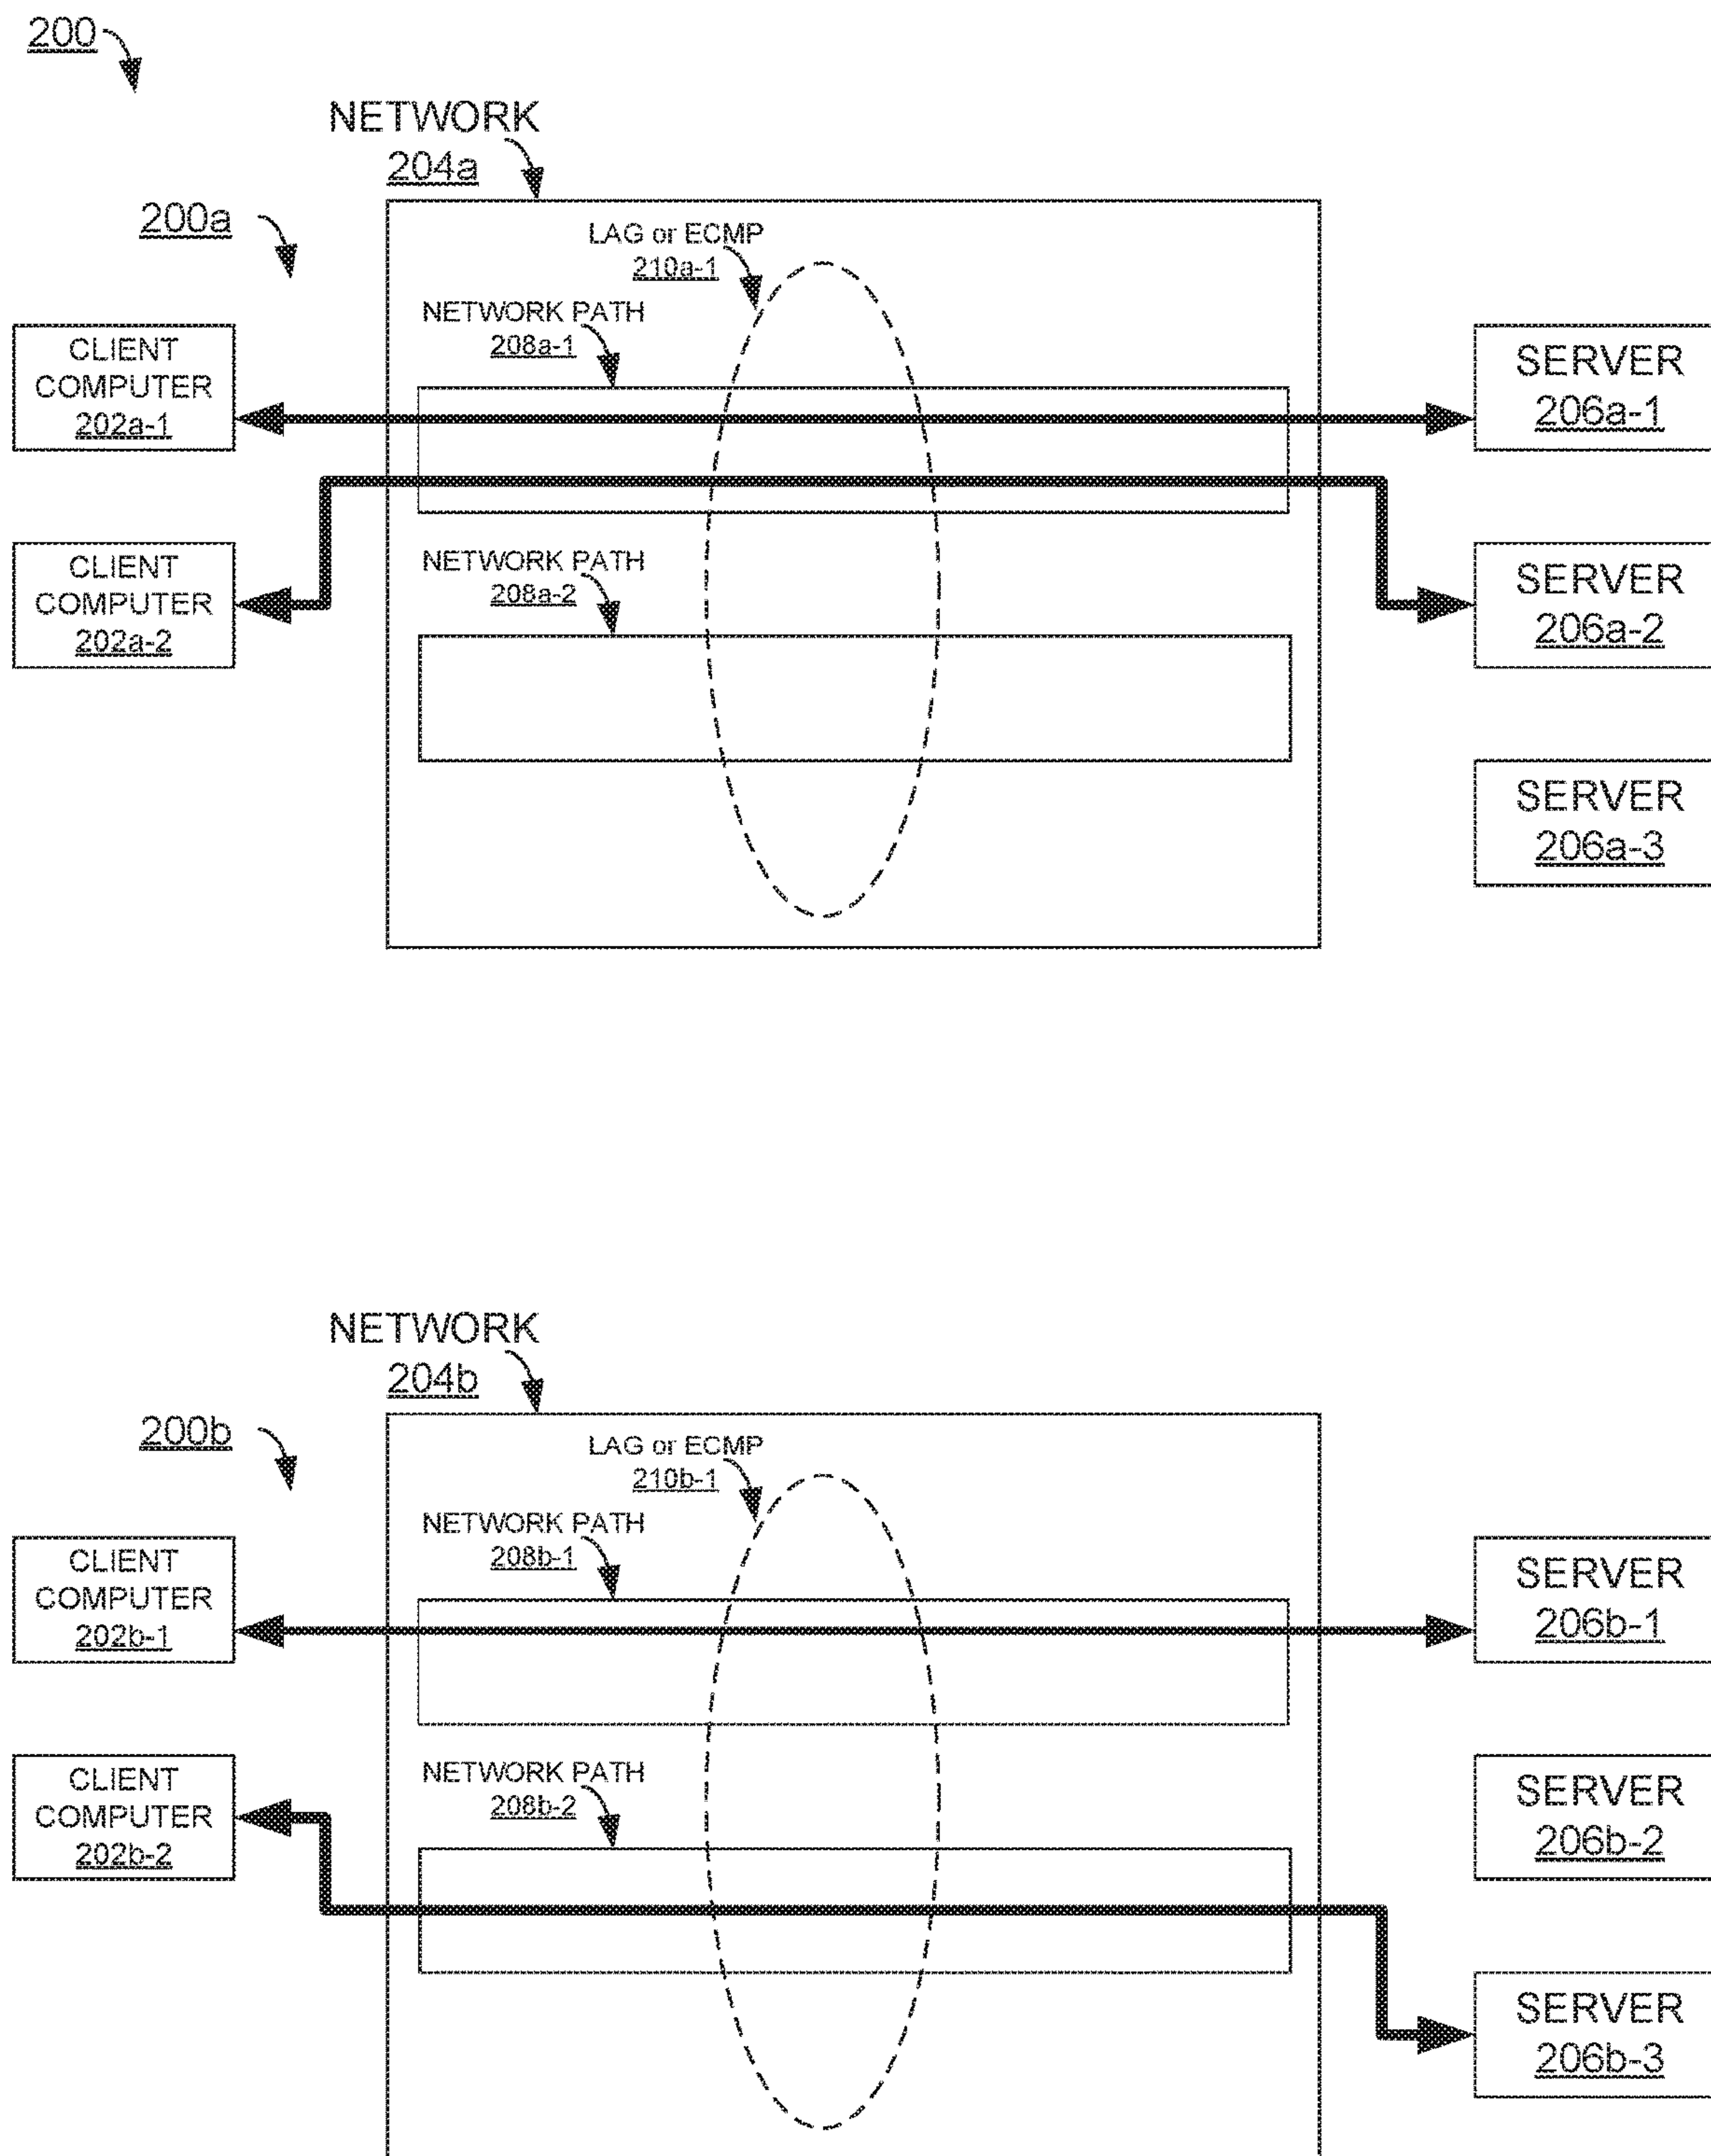 200
NETWORK
204a
200a
LAG or ECMP
210a-1
NETWORK PATH
208a-1
CLIENT
COMPUTER
202a-1
SERVER
206a-1
NETWORK PATH
208a-2
CLIENT
COMPUTER
202a-2
SERVER
206a-2
SERVER
206a-3
NETWORK
204b
200b
LAG or ECMP
210b-1
NETWORK PATH
208b-1
CLIENT
COMPUTER
202b-1
SERVER
206b-1
NETWORK PATH
208b-2
CLIENT
COMPUTER
202b-2
SERVER
206b-2
SERVER
206b-3